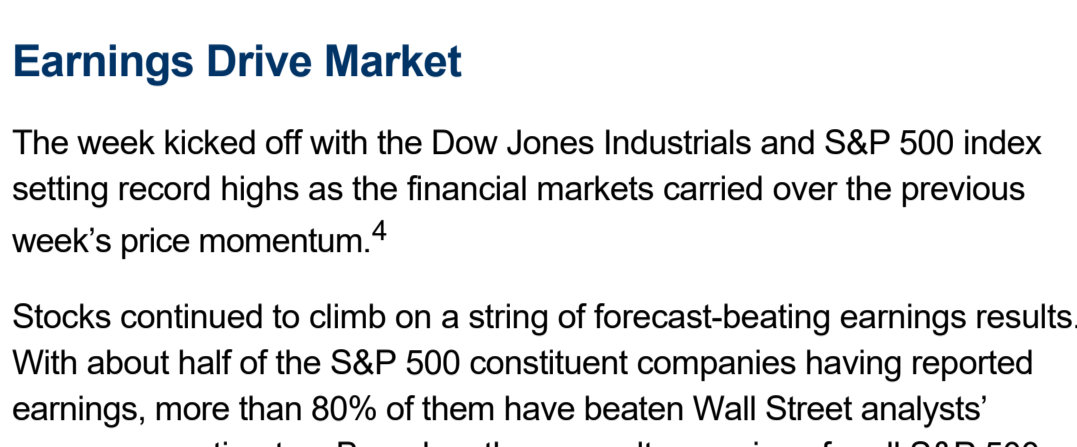 Earnings Drive Market
The week kicked off with the Dow Jones Industrials and S&P 500 index
setting record highs as the financial markets carried over the previous
week’s price momentum.4
Stocks continued to climb on a string of forecast-beating earnings results.
With about half of the S&P 500 constituent companies having reported
earnings, more than 80% of them have beaten Wall Street analysts’